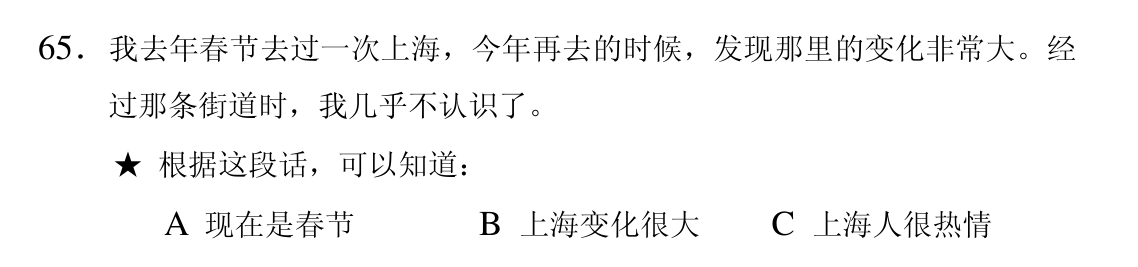 65．我去年春节去过一次上海，今年再去的时候，发现那里的变化非常大。经
过那条街道时，我几乎不认识了。
★ 根据这段话，可以知道：
A 现在是春节 B 上海变化很大 C 上海人很热情